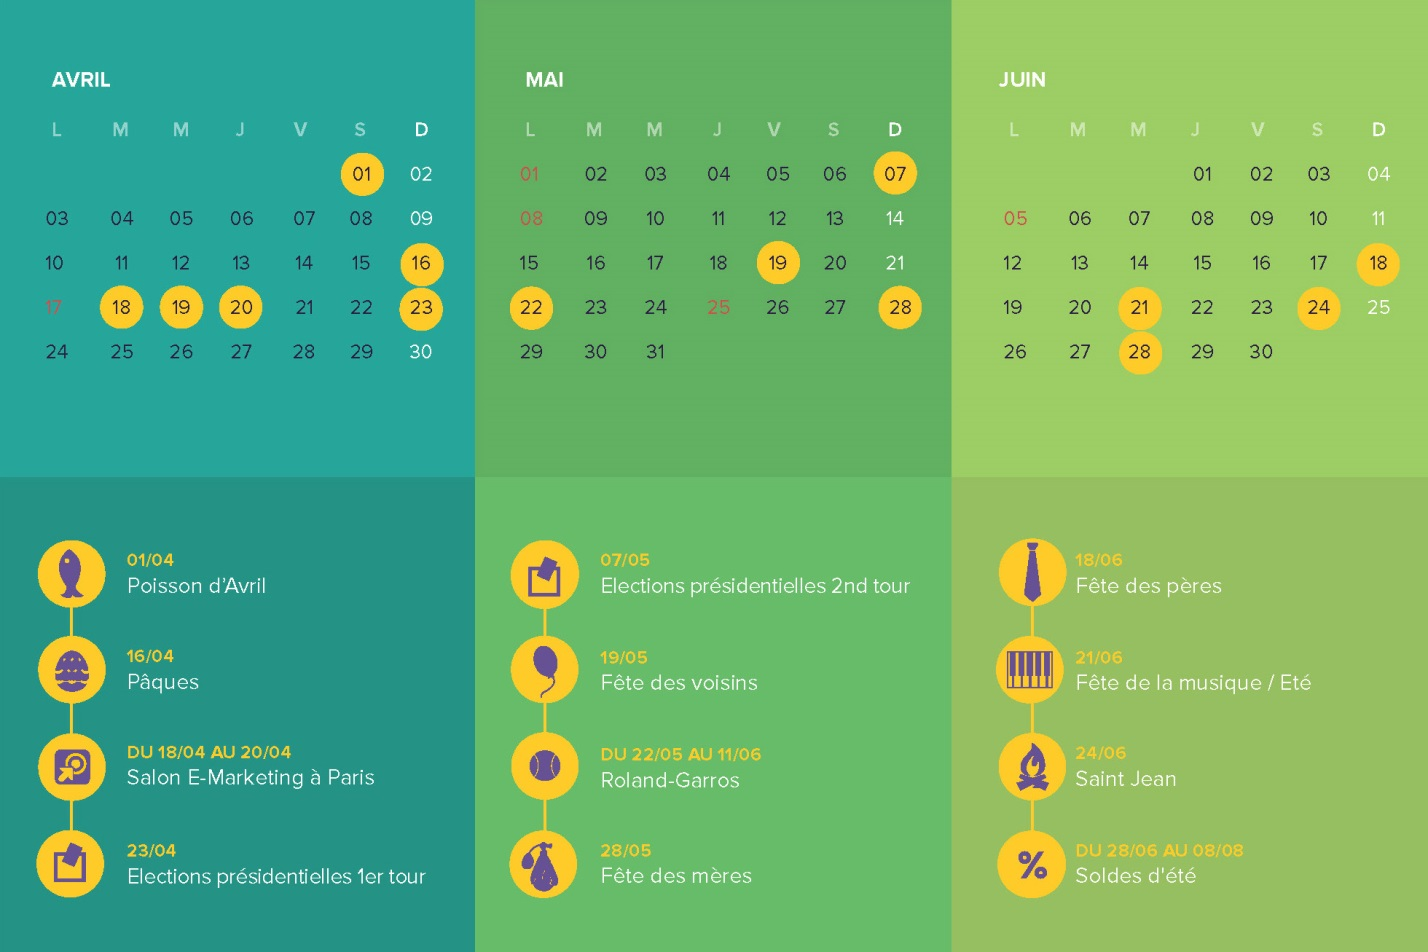 AVRIL
L M M J V S D
01 02
03 04 05 06 07 08 09
10 11 12 13 14 15 16
17 18 19 20 21 22 23
24 25 26 27 28 29 30
MAI
L M M J V S D
01 02 03 04 05 06 07
08 09 10 11 12 13 14
15 16 17 18 19 20 21
22 23 24 25 26 27 28
29 30 31
JUIN
L M M J V S D
01 02 03 04
05 06 07 08 09 10 11
12 13 14 15 16 17 18
19 20 21 22 23 24 25
26 27 28 29 30
01/04
Poisson d'Avril
16/04
Pâques
DU 18/04 AU 20/04
Salon E-Marketing à Paris
23/04
Elections présidentielles 1er tour
07/05
Elections présidentielles 2nd tour
19/05
Fête des voisins
DU 22/05 AU 11/06
Roland-Garros
28/05
Fête des mères
18/06
Fête des pères
21/06
Fête de la musique / Eté
24/06
Saint Jean
DU 28/06 AU 08/08
%
Soldes d'été